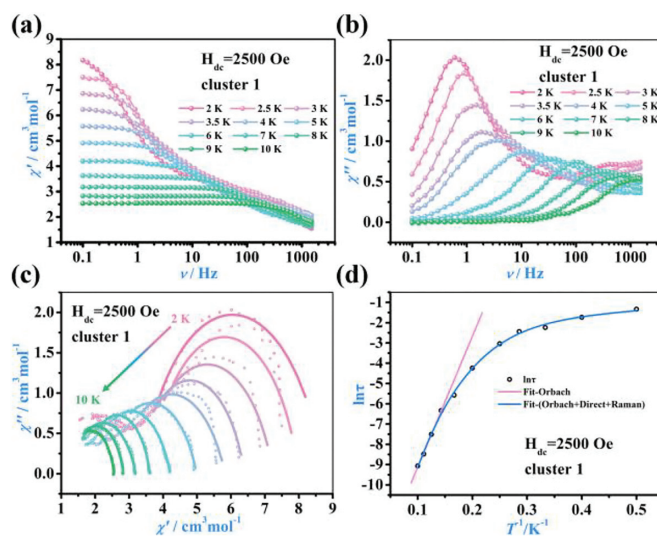 (a)
H_dc=2500 Oe
cluster 1
2 K 2.5 K 3 K
3.5 K 4 K 5 K
6 K 7 K 8 K
9 K 10 K
9
8
7
6
5
4
3
2
1
χ′ / cm³mol⁻¹
0.1 1 10 100 1000
ν/ Hz
(b)
H_dc=2500 Oe
cluster 1
2 K 2.5 K 3 K
3.5 K 4 K 5 K
6 K 7 K 8 K
9 K 10 K
2.0
1.5
1.0
0.5
0.0
χ″ / cm³mol⁻¹
0.1 1 10 100 1000
ν/ Hz
(c)
H_dc=2500 Oe
cluster 1
2 K
10 K
2.5
2.0
1.5
1.0
0.5
0.0
χ″ / cm³mol⁻¹
1 2 3 4 5 6 7 8 9
χ′ / cm³mol⁻¹
(d)
-1
-2
-3
-4
-5
-6
-7
-8
-9
-10
lnτ
lnτ
Fit-Orbach
Fit-(Orbach+Direct+Raman)
H_dc=2500 Oe
cluster 1
0.1 0.2 0.3 0.4 0.5
T⁻¹/K⁻¹